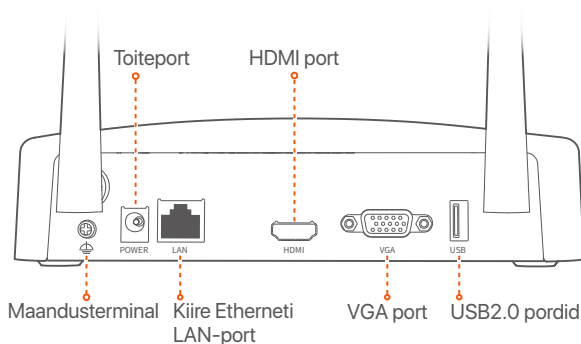 Toiteport
HDMI port
POWER
LAN
HDMI
VGA
USB
Maandusterminal
Kiire Etherneti
LAN-port
VGA port
USB2.0 pordid